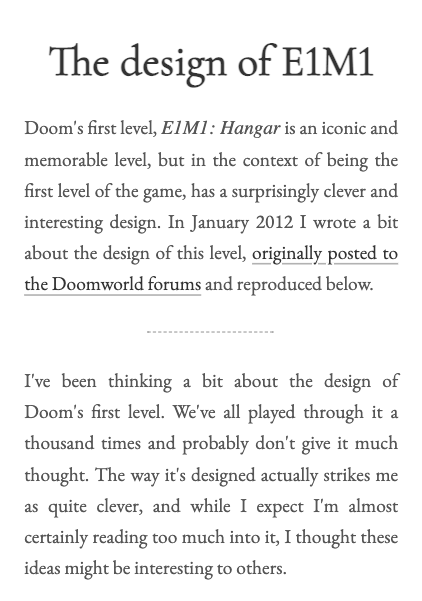 The design of E1M1
Doom's first level, E1M1: Hangar is an iconic and
memorable level, but in the context of being the
first level of the game, has a surprisingly clever and
interesting design. In January 2012 I wrote a bit
about the design of this level, originally posted to
the Doomworld forums and reproduced below.
I've been thinking a bit about the design of
Doom's first level. We've all played through it a
thousand times and probably don't give it much
thought. The way it's designed actually strikes me
as quite clever, and while I expect I'm almost
certainly reading too much into it, I thought these
ideas might be interesting to others.